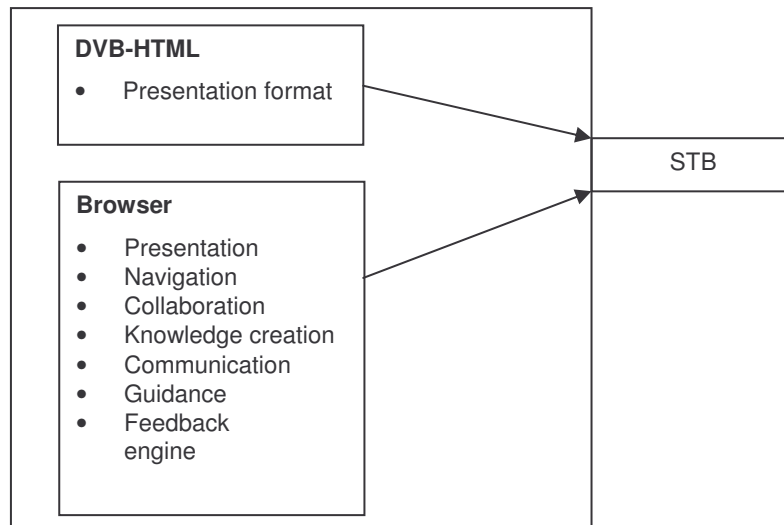 DVB-HTML
• Presentation format
STB
Browser
• Presentation
• Navigation
• Collaboration
• Knowledge creation
• Communication
• Guidance
• Feedback
engine